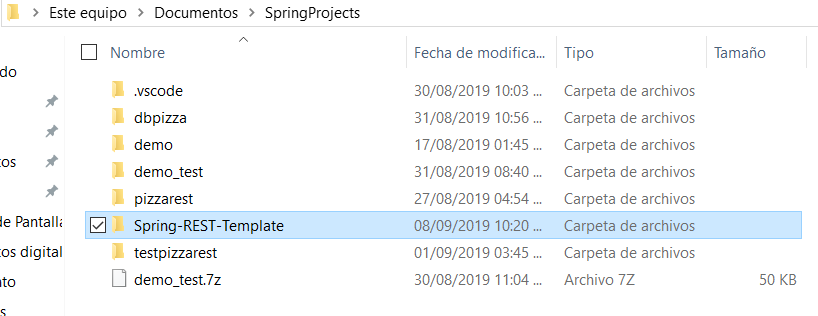 Este equipo > Documentos > SpringProjects
Nombre Fecha de modifica... Tipo Tamaño
.vscode 30/08/2019 10:03 ... Carpeta de archivos
dbpizza 31/08/2019 10:56 ... Carpeta de archivos
demo 17/08/2019 01:45 ... Carpeta de archivos
demo_test 31/08/2019 08:40 ... Carpeta de archivos
pizzarest 27/08/2019 04:54 ... Carpeta de archivos
Spring-REST-Template 08/09/2019 10:20 ... Carpeta de archivos
testpizzarest 01/09/2019 03:45 ... Carpeta de archivos
demo_test.7z 30/08/2019 11:04 ... Archivo 7Z 50 KB
do
tos
de Pantalla
os digital
nto
s